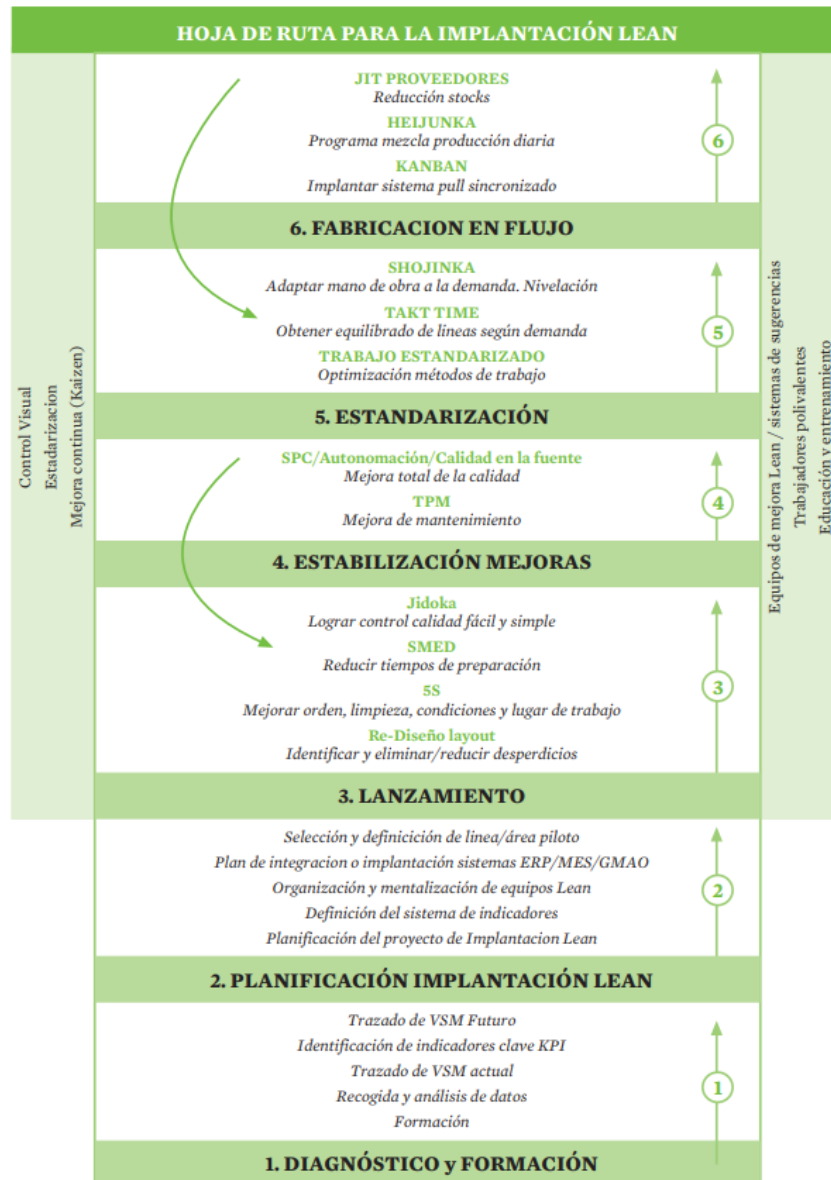 HOJA DE RUTA PARA LA IMPLANTACIÓN LEAN
Control Visual
Estadarizacion
Mejora continua (Kaizen)
JIT PROVEEDORES
Reducción stocks
HEIJUNKA
Programa mezcla producción diaria
KANBAN
Implantar sistema pull sincronizado
6
6. FABRICACION EN FLUJO
SHOJINKA
Adaptar mano de obra a la demanda. Nivelación
TAKT TIME
Obtener equilibrado de lineas según demanda
TRABAJO ESTANDARIZADO
Optimización métodos de trabajo
5
5. ESTANDARIZACIÓN
SPC/Autonomación/Calidad en la fuente
Mejora total de la calidad
TPM
Mejora de mantenimiento
4
4. ESTABILIZACIÓN MEJORAS
Jidoka
Lograr control calidad fácil y simple
SMED
Reducir tiempos de preparación
5S
Mejorar orden, limpieza, condiciones y lugar de trabajo
Re-Diseño layout
Identificar y eliminar/reducir desperdicios
3
3. LANZAMIENTO
Selección y definicición de linea/área piloto
Plan de integracion o implantación sistemas ERP/MES/GMAO
Organización y mentalización de equipos Lean
Definición del sistema de indicadores
Planificación del proyecto de Implantacion Lean
2
2. PLANIFICACIÓN IMPLANTACIÓN LEAN
Trazado de VSM Futuro
Identificación de indicadores clave KPI
Trazado de VSM actual
Recogida y análisis de datos
Formación
1
1. DIAGNÓSTICO y FORMACIÓN
Equipos de mejora Lean / sistemas de sugerencias
Trabajadores polivalentes
Educación y entrenamiento